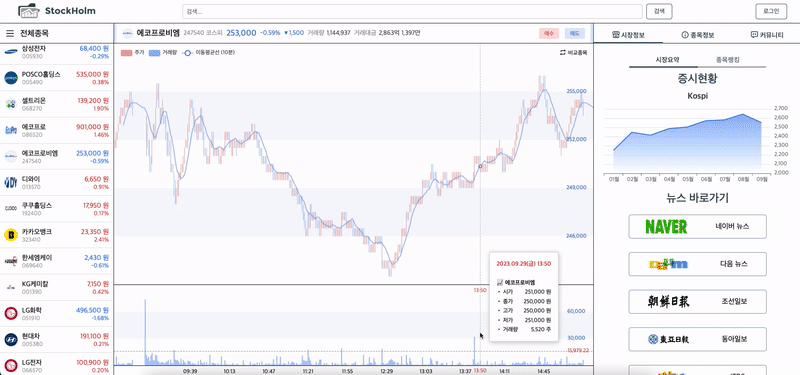 StockHolm
검색...
검색
로그인
전체종목
에코프로비엠 247540 코스피 253,000 -0.59% ▼1,500 거래량 1,144,937 거래대금 2,863억 1,397만
매수
매도
시장정보
종목정보
커뮤니티
삼성전자 68,400 원
005930 -0.29%
POSCO홀딩스 535,000 원
005490 0.38%
셀트리온 139,200 원
068270 1.90%
에코프로 901,000 원
086520 1.46%
에코프로비엠 253,000 원
247540 -0.59%
디와이 6,650 원
013570 0.91%
쿠쿠홀딩스 17,950 원
192400 0.17%
카카오뱅크 23,350 원
323410 2.41%
한세엠케이 2,430 원
069640 -0.61%
KG케미칼 7,150 원
001390 0.42%
LG화학 496,500 원
051910 -1.68%
현대차 191,100 원
005380 0.21%
LG전자 100,900 원
066570 0.20%
주가
거래량
이동평균선 (10분)
비교종목
255,000
252,000
249,000
246,000
2023.09.29(금) 13:50
에코프로비엠
시가 251,000 원
종가 250,000 원
고가 250,000 원
저가 251,000 원
거래량 5,520 주
13:50
60,000
30,000
15,979.22
09:39
10:13
10:47
11:21
11:55
12:29
13:03
13:37
13:50
14:11
14:45
시장요약
종목랭킹
증시현황
Kospi
2,700
2,600
2,500
2,400
2,300
2,200
2,100
2,000
01월
02월
03월
04월
05월
06월
07월
08월
09월
뉴스 바로가기
NAVER 네이버 뉴스
다음 뉴스
朝鮮日報 조선일보
東亞日報 동아일보